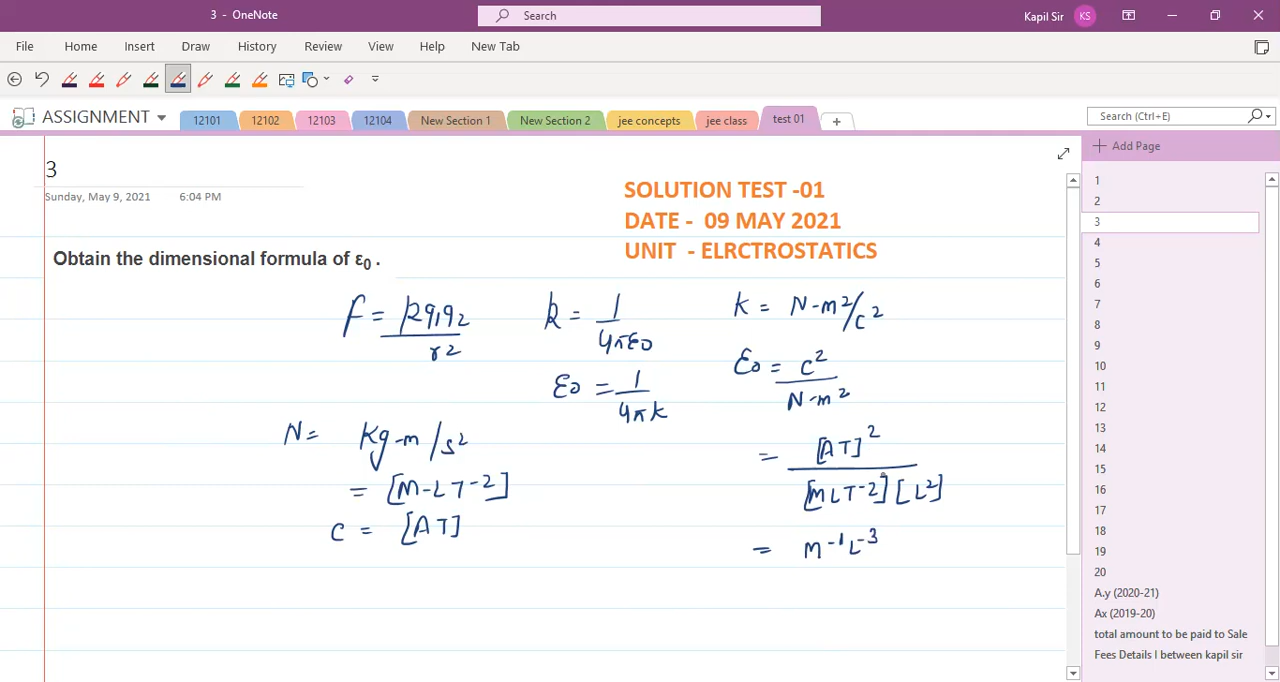 3 - OneNote
Search
Kapil Sir KS
File Home Insert Draw History Review View Help New Tab
ASSIGNMENT
12101 12102 12103 12104 New Section 1 New Section 2 jee concepts jee class test 01 +
Search (Ctrl+E)
Add Page
3
Sunday, May 9, 2021 6:04 PM
SOLUTION TEST -01
DATE - 09 MAY 2021
UNIT - ELRCTROSTATICS
Obtain the dimensional formula of ε₀ .
F = kq₁q₂ / r²
k = 1 / 4πε₀
ε₀ = 1 / 4πk
K = N-m²/C²
ε₀ = C² / N-m²
= [AT]² / [MLT-2][L²]
= M⁻¹L⁻³
N = Kg-m/s²
= [M-LT-2]
C = [AT]
1
2
3
4
5
6
7
8
9
10
11
12
13
14
15
16
17
18
19
20
A.y (2020-21)
Ax (2019-20)
total amount to be paid to Sale
Fees Details l between kapil sir